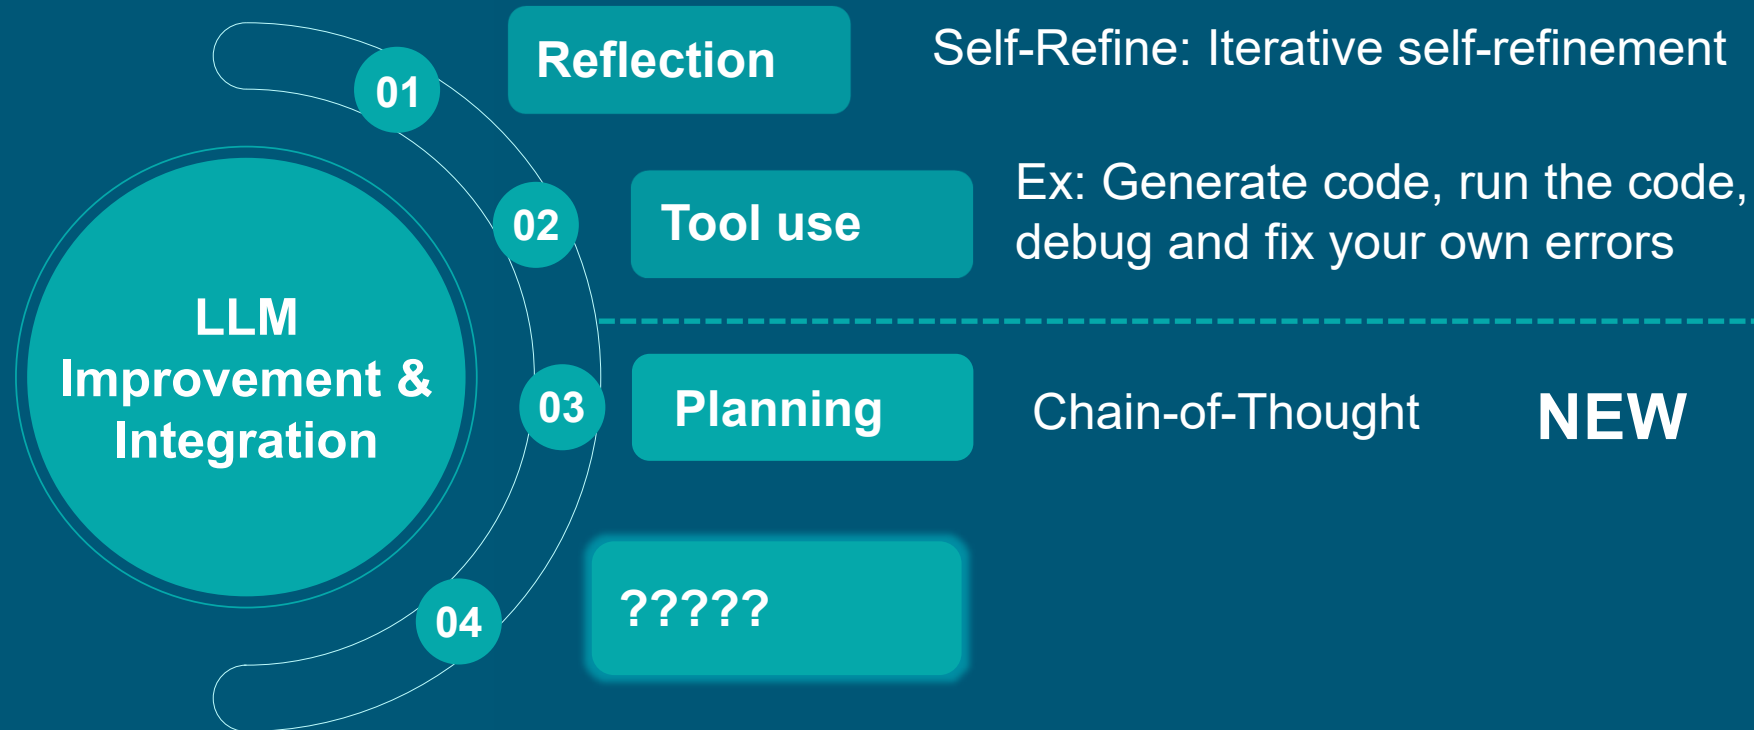 01
Reflection
Self-Refine: Iterative self-refinement
02
Tool use
Ex: Generate code, run the code,
debug and fix your own errors
LLM
Improvement &
Integration
03
Planning
Chain-of-Thought
NEW
04
?????